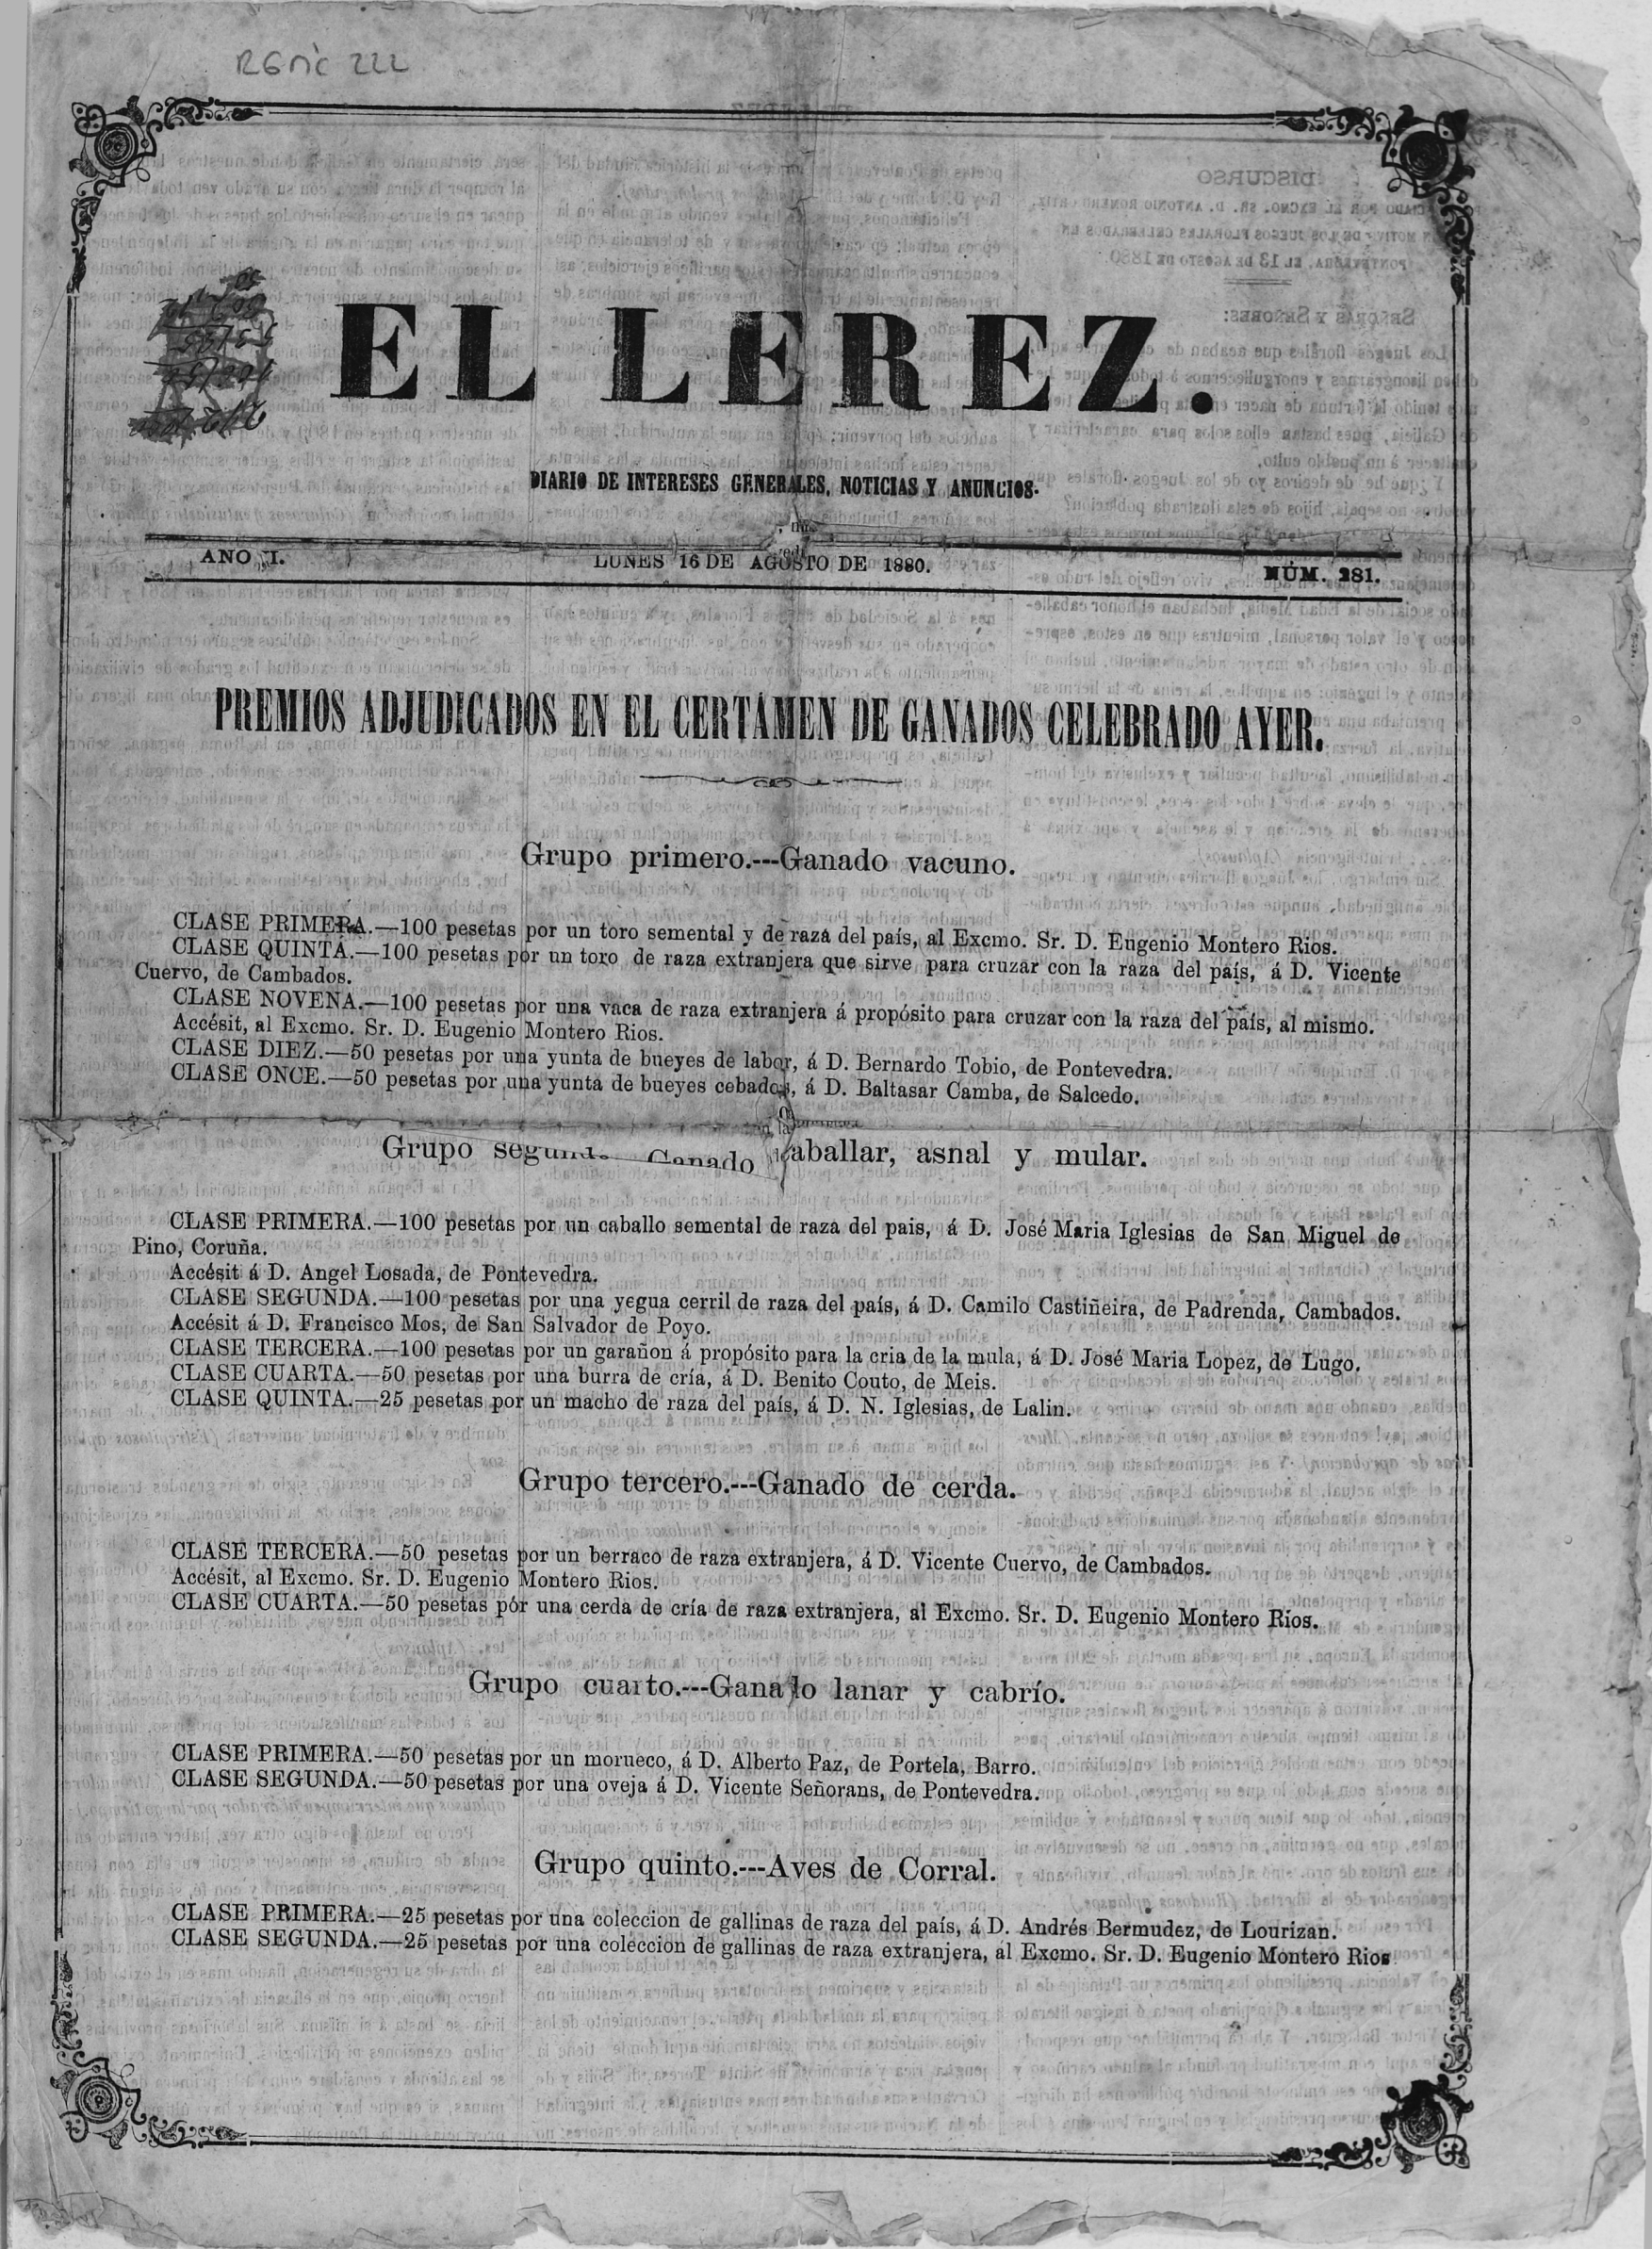 EL LEREZ.
DIARIO DE INTERESES GENERALES, NOTICIAS Y ANUNCIOS.
AÑO I. LUNES 16 DE AGOSTO DE 1880. NÚM. 281.
PREMIOS ADJUDICADOS EN EL CERTAMEN DE GANADOS CELEBRADO AYER.
Grupo primero.---Ganado vacuno.
CLASE PRIMERA.—100 pesetas por un toro semental y de raza del país, al Excmo. Sr. D. Eugenio Montero Rios.
CLASE QUINTA.—100 pesetas por un toro de raza extranjera que sirve para cruzar con la raza del país, á D. Vicente
Cuervo, de Cambados.
CLASE NOVENA.—100 pesetas por una vaca de raza extranjera á propósito para cruzar con la raza del país, al mismo.
Accésit, al Excmo. Sr. D. Eugenio Montero Rios.
CLASE DIEZ.—50 pesetas por una yunta de bueyes de labor, á D. Bernardo Tobio, de Pontevedra.
CLASE ONCE.—50 pesetas por una yunta de bueyes cebados, á D. Baltasar Camba, de Salcedo.
Grupo segundo Ganado caballar, asnal y mular.
CLASE PRIMERA.—100 pesetas por un caballo semental de raza del pais, á D. José Maria Iglesias de San Miguel de
Pino, Coruña.
Accésit á D. Angel Losada, de Pontevedra.
CLASE SEGUNDA.—100 pesetas por una yegua cerril de raza del país, á D. Camilo Castiñeira, de Padrenda, Cambados.
Accésit á D. Francisco Mos, de San Salvador de Poyo.
CLASE TERCERA.—100 pesetas por un garañon á propósito para la cria de la mula, á D. José Maria Lopez, de Lugo.
CLASE CUARTA.—50 pesetas por una burra de cría, á D. Benito Couto, de Meis.
CLASE QUINTA.—25 pesetas por un macho de raza del país, á D. N. Iglesias, de Lalin.
Grupo tercero.---Ganado de cerda.
CLASE TERCERA.—50 pesetas por un berraco de raza extranjera, á D. Vicente Cuervo, de Cambados.
Accésit, al Excmo. Sr. D. Eugenio Montero Rios.
CLASE CUARTA.—50 pesetas pór una cerda de cría de raza extranjera, al Excmo. Sr. D. Eugenio Montero Ríos.
Grupo cuarto.---Ganado lanar y cabrío.
CLASE PRIMERA.—50 pesetas por un morueco, á D. Alberto Paz, de Portela, Barro.
CLASE SEGUNDA.—50 pesetas por una oveja á D. Vicente Señorans, de Pontevedra.
Grupo quinto.---Aves de Corral.
CLASE PRIMERA.—25 pesetas por una coleccion de gallinas de raza del país, á D. Andrés Bermudez, de Lourizan.
CLASE SEGUNDA.—25 pesetas por una coleccion de gallinas de raza extranjera, al Excmo. Sr. D. Eugenio Montero Rios